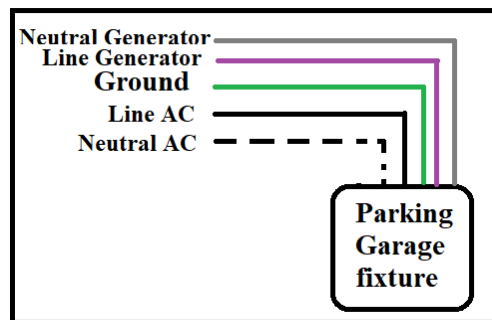 Neutral Generator
Line Generator
Ground
Line AC
Neutral AC
Parking
Garage
fixture